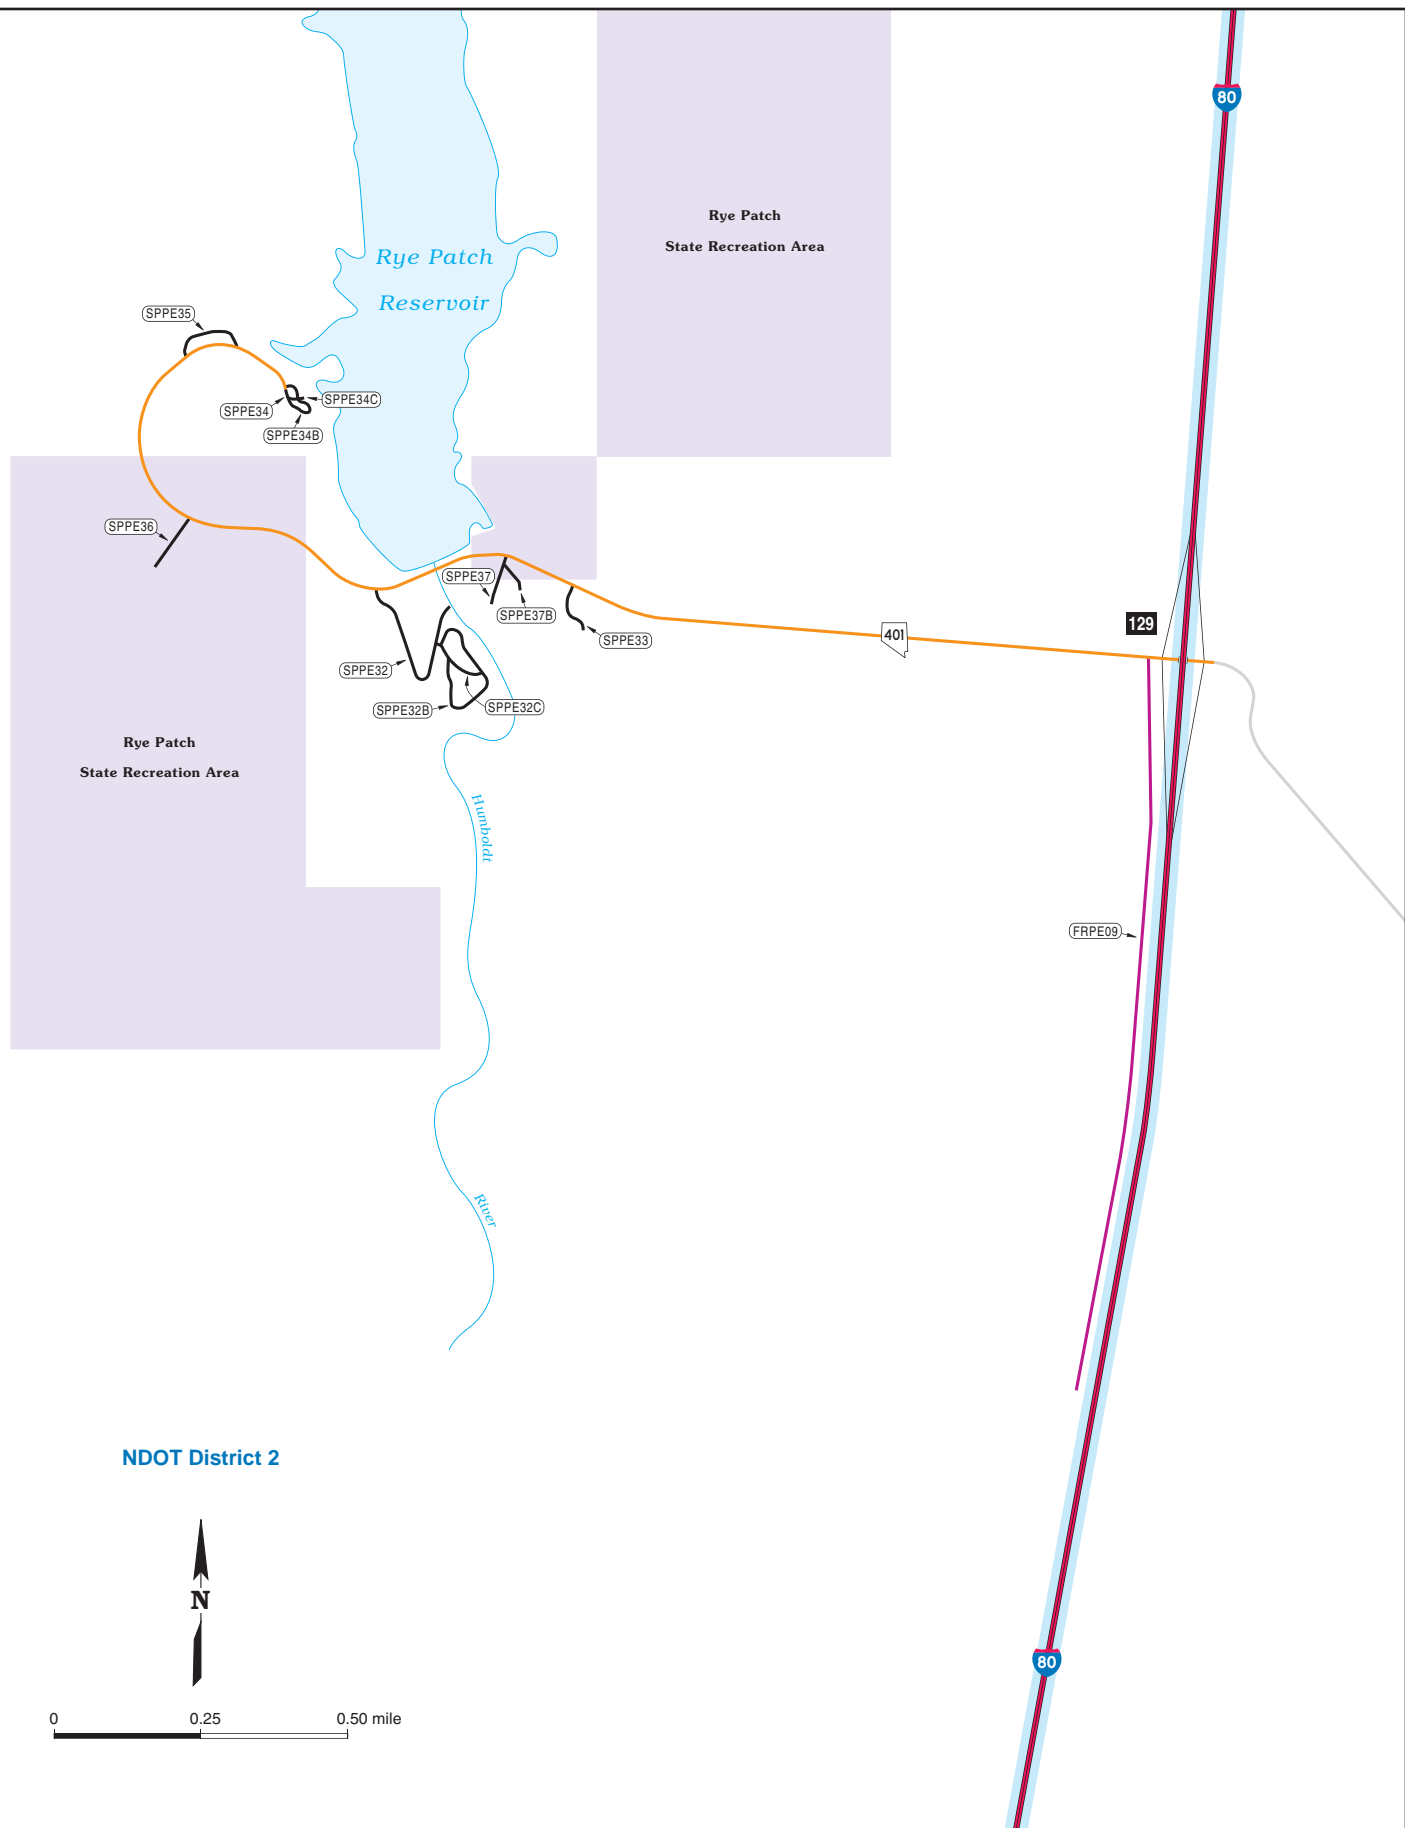 80
Rye Patch
State Recreation Area
Rye Patch
Reservoir
SPPE35
SPPE34C
SPPE34
SPPE34B
SPPE36
SPPE37
SPPE37B
SPPE33
401
129
SPPE32
SPPE32B
SPPE32C
Rye Patch
State Recreation Area
Humboldt
FRPE09
River
NDOT District 2
N
80
0 0.25 0.50 mile